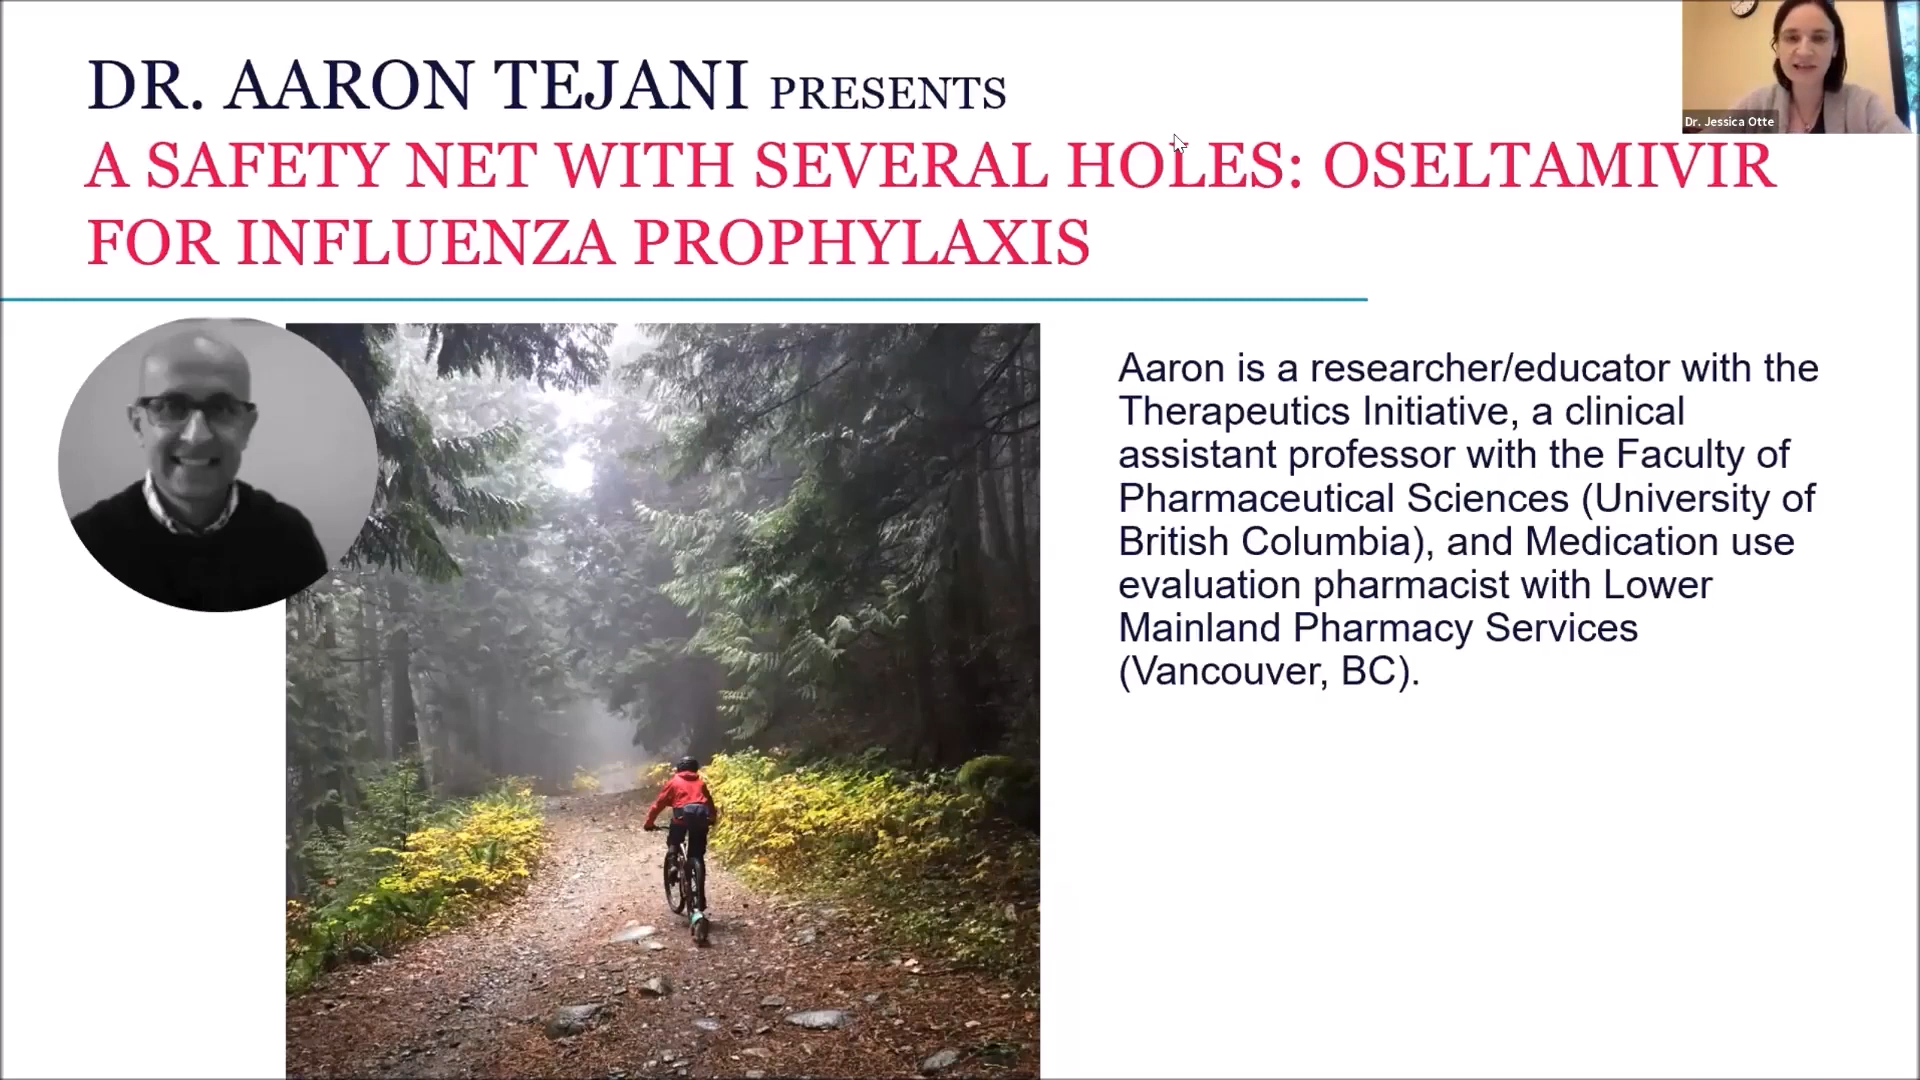 DR. AARON TEJANI PRESENTS
A SAFETY NET WITH SEVERAL HOLES: OSELTAMIVIR
FOR INFLUENZA PROPHYLAXIS
Dr. Jessica Otte
Aaron is a researcher/educator with the
Therapeutics Initiative, a clinical
assistant professor with the Faculty of
Pharmaceutical Sciences (University of
British Columbia), and Medication use
evaluation pharmacist with Lower
Mainland Pharmacy Services
(Vancouver, BC).